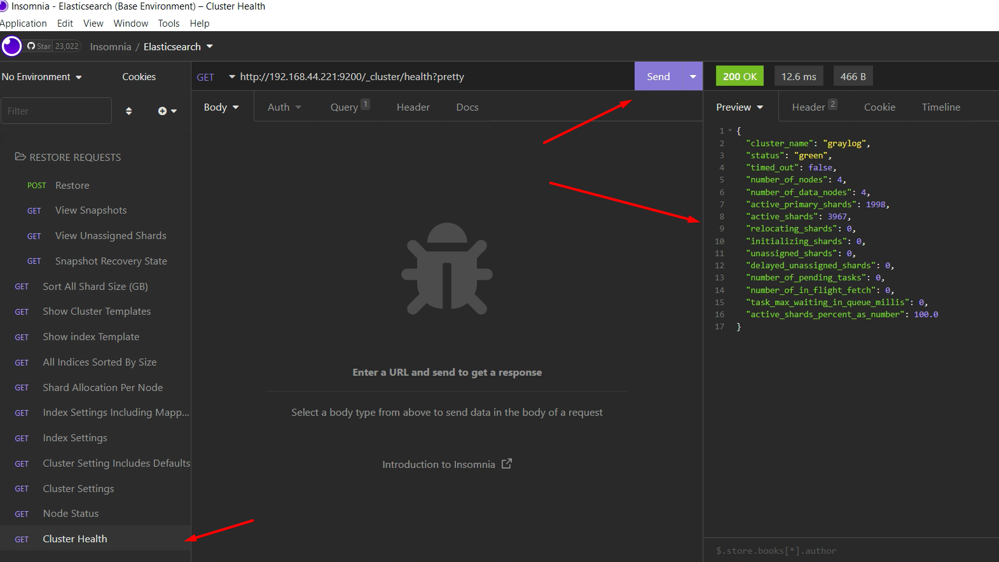 Insomnia - Elasticsearch (Base Environment) – Cluster Health
Application Edit View Window Tools Help
Star 23,022 Insomnia / Elasticsearch
No Environment Cookies
Filter
RESTORE REQUESTS
POST Restore
GET View Snapshots
GET View Unassigned Shards
GET Snapshot Recovery State
GET Sort All Shard Size (GB)
GET Show Cluster Templates
GET Show index Template
GET All Indices Sorted By Size
GET Shard Allocation Per Node
GET Index Settings Including Mapp...
GET Index Settings
GET Cluster Setting Includes Defaults
GET Cluster Settings
GET Node Status
GET Cluster Health
GET http://192.168.44.221:9200/_cluster/health?pretty Send
Body Auth Query 1 Header Docs
Enter a URL and send to get a response
Select a body type from above to send data in the body of a request
Introduction to Insomnia
200 OK 12.6 ms 466 B
Preview Header 2 Cookie Timeline
1 {
2 "cluster_name": "graylog",
3 "status": "green",
4 "timed_out": false,
5 "number_of_nodes": 4,
6 "number_of_data_nodes": 4,
7 "active_primary_shards": 1998,
8 "active_shards": 3967,
9 "relocating_shards": 0,
10 "initializing_shards": 0,
11 "unassigned_shards": 0,
12 "delayed_unassigned_shards": 0,
13 "number_of_pending_tasks": 0,
14 "number_of_in_flight_fetch": 0,
15 "task_max_waiting_in_queue_millis": 0,
16 "active_shards_percent_as_number": 100.0
17 }
$.store.books[*].author